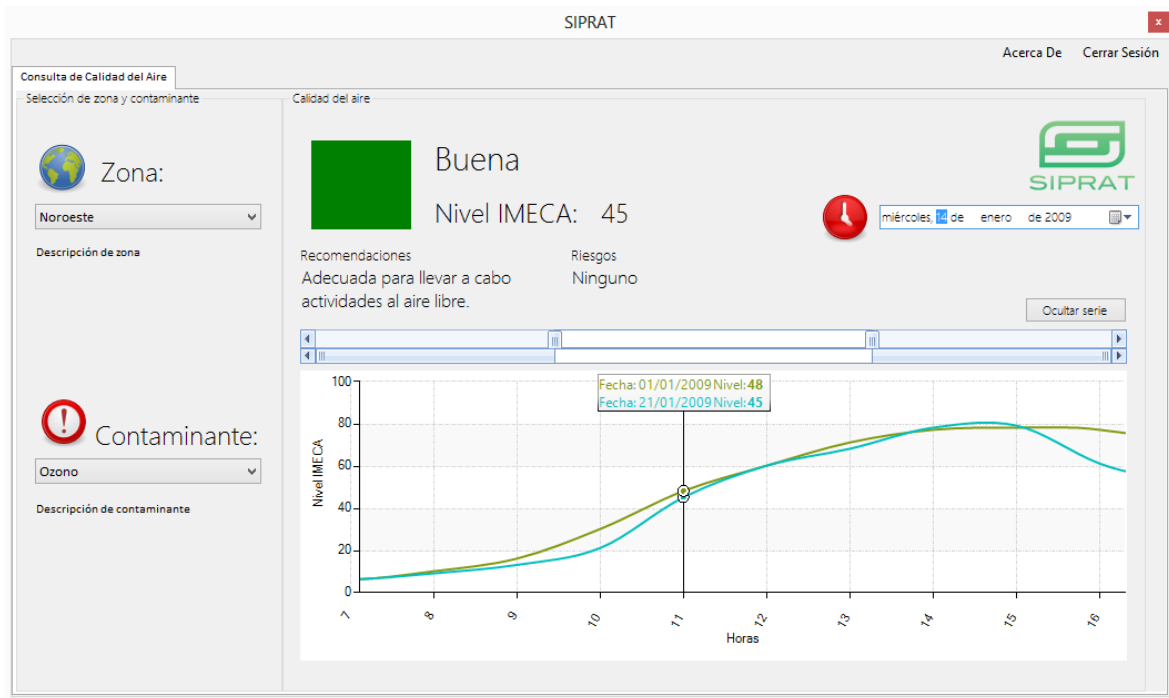 SIPRAT
x
Acerca De Cerrar Sesión
Consulta de Calidad del Aire
Selección de zona y contaminante
Zona:
Noroeste
Descripción de zona
Contaminante:
Ozono
Descripción de contaminante
Calidad del aire
Buena
Nivel IMECA: 45
SIPRAT
miércoles, 14 de enero de 2009
Recomendaciones
Adecuada para llevar a cabo
actividades al aire libre.
Riesgos
Ninguno
Ocultar serie
Fecha: 01/01/2009 Nivel:48
Fecha: 21/01/2009 Nivel:45
Nivel IMECA
100
80
60
40
20
0
7 8 9 10 11 12 13 14 15 16
Horas